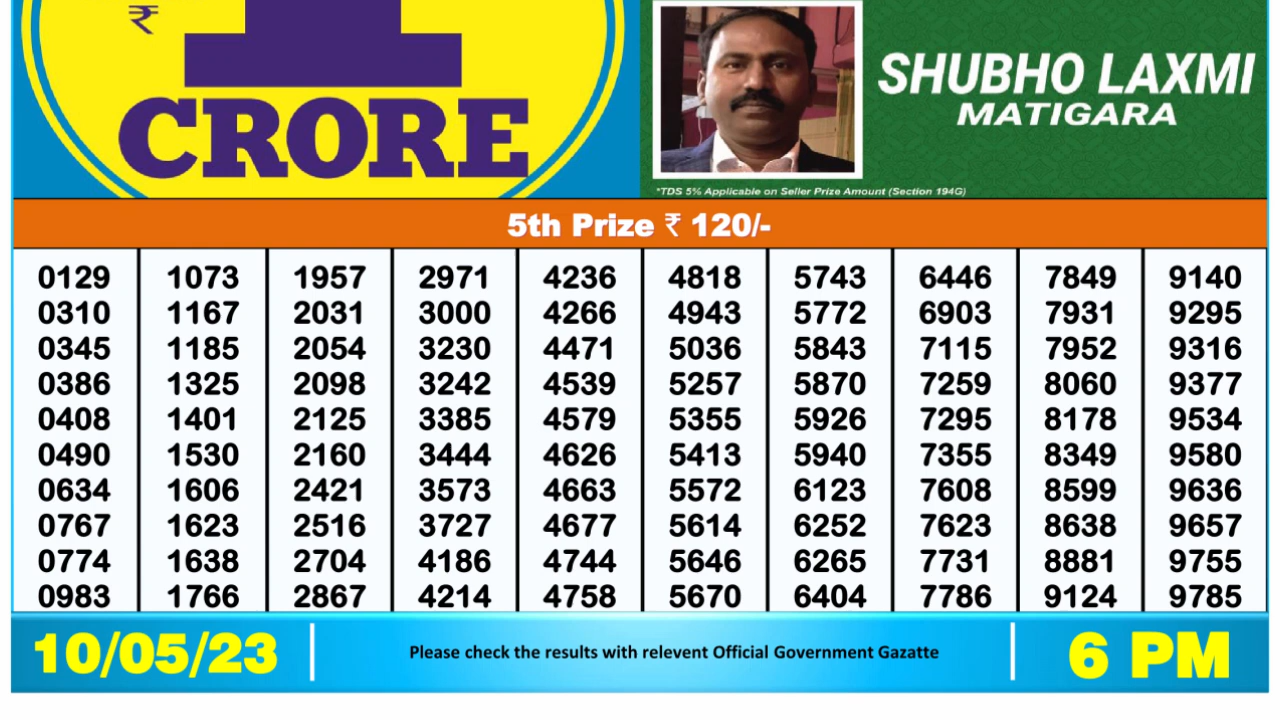 ₹
CRORE
SHUBHO LAXMI
MATIGARA
*TDS 5% Applicable on Seller Prize Amount (Section 194G)
5th Prize ₹ 120/-
0129 1073 1957 2971 4236 4818 5743 6446 7849 9140
0310 1167 2031 3000 4266 4943 5772 6903 7931 9295
0345 1185 2054 3230 4471 5036 5843 7115 7952 9316
0386 1325 2098 3242 4539 5257 5870 7259 8060 9377
0408 1401 2125 3385 4579 5355 5926 7295 8178 9534
0490 1530 2160 3444 4626 5413 5940 7355 8349 9580
0634 1606 2421 3573 4663 5572 6123 7608 8599 9636
0767 1623 2516 3727 4677 5614 6252 7623 8638 9657
0774 1638 2704 4186 4744 5646 6265 7731 8881 9755
0983 1766 2867 4214 4758 5670 6404 7786 9124 9785
10/05/23 Please check the results with relevent Official Government Gazatte 6 PM